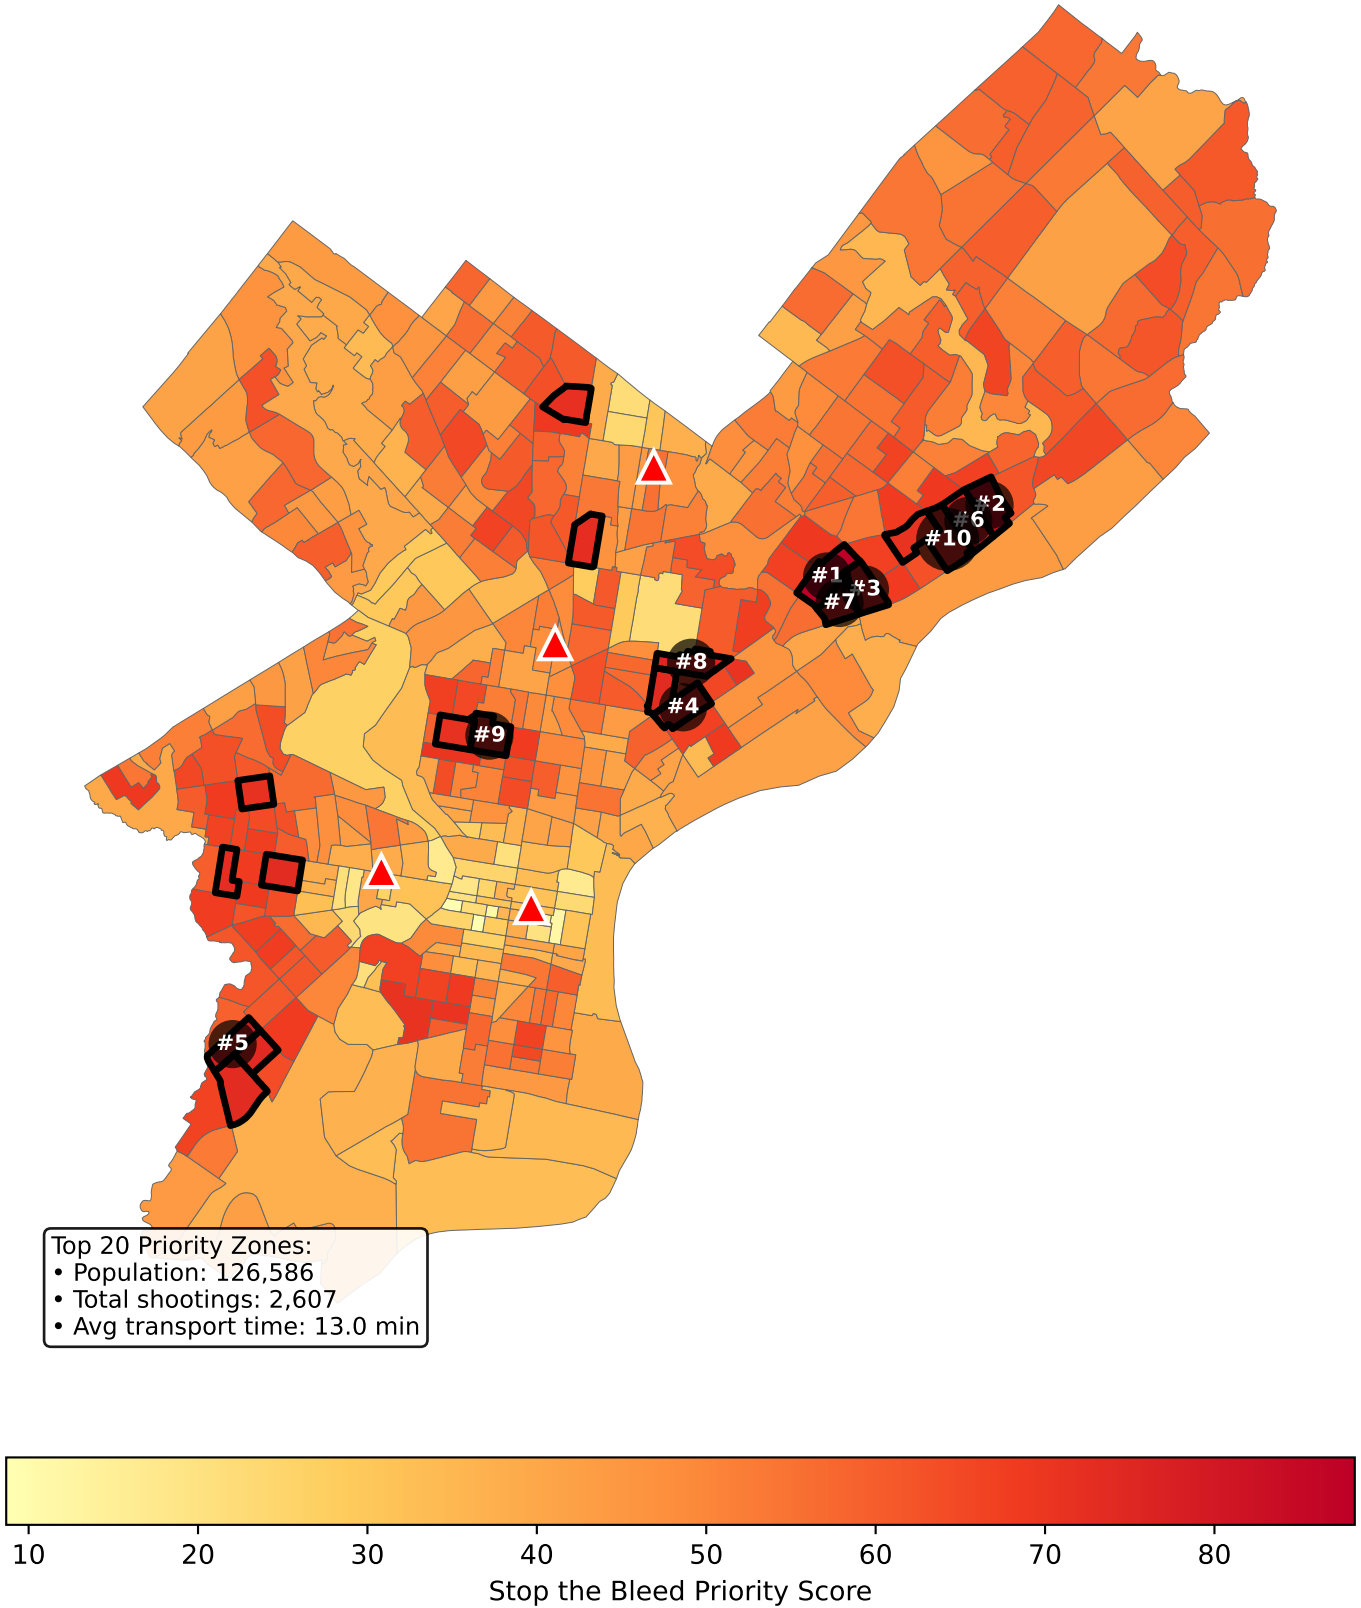 #2
#6
#10
#1
#3
#7
#8
#4
#9
#5
Top 20 Priority Zones:
• Population: 126,586
• Total shootings: 2,607
• Avg transport time: 13.0 min
10 20 30 40 50 60 70 80
Stop the Bleed Priority Score